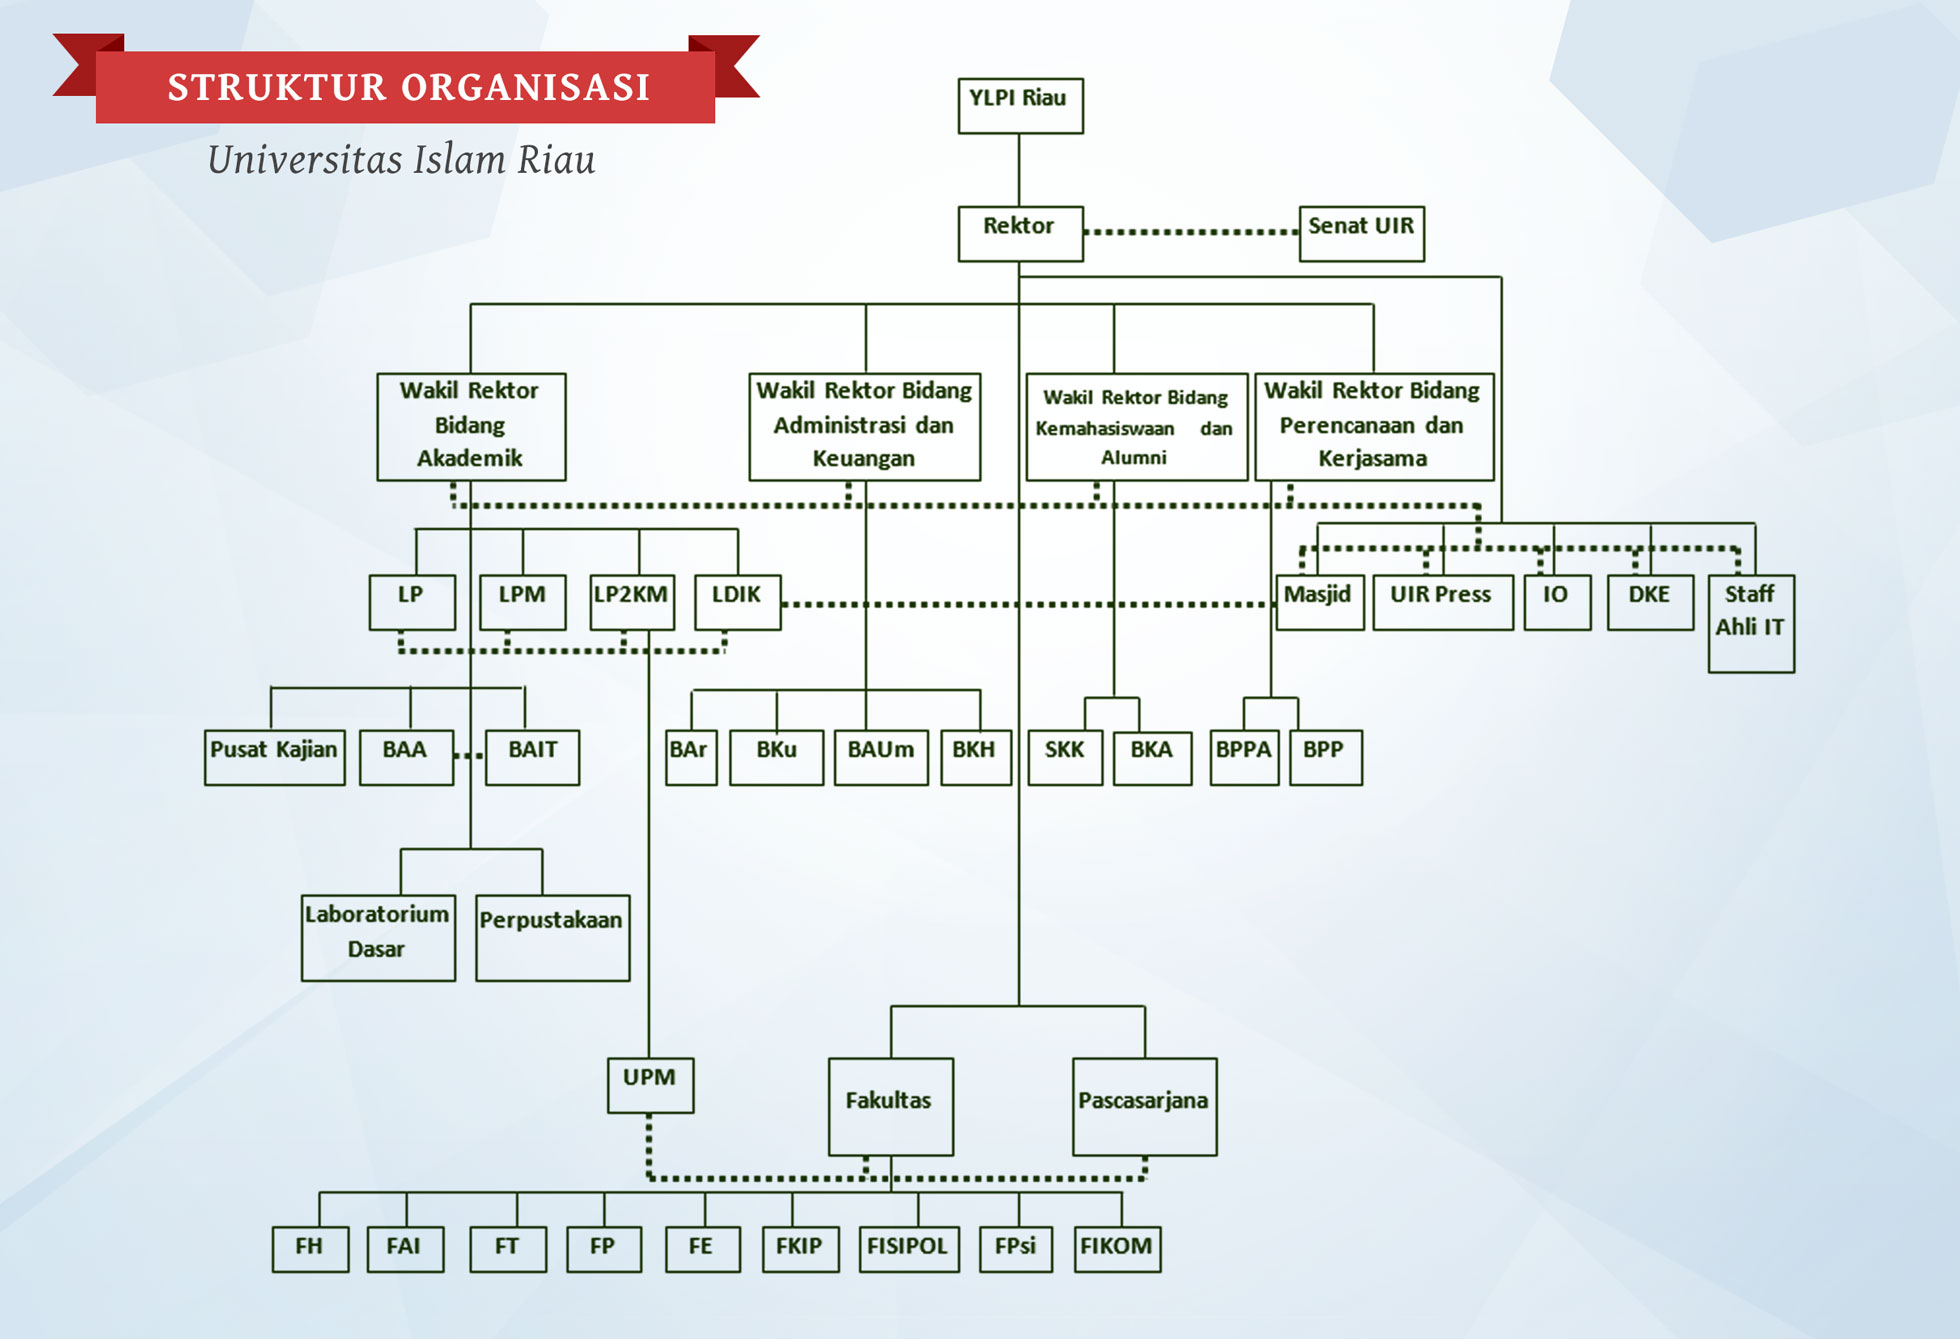 STRUKTUR ORGANISASI
Universitas Islam Riau
YLPI Riau
Rektor
Senat UIR
Wakil Rektor
Bidang
Akademik
Wakil Rektor Bidang
Administrasi dan
Keuangan
Wakil Rektor Bidang
Kemahasiswaan dan
Alumni
Wakil Rektor Bidang
Perencanaan dan
Kerjasama
LP
LPM
LP2KM
LDIK
Masjid
UIR Press
IO
DKE
Staff
Ahli IT
Pusat Kajian
BAA
BAIT
BAr
BKu
BAUm
BKH
SKK
BKA
BPPA
BPP
Laboratorium
Dasar
Perpustakaan
UPM
Fakultas
Pascasarjana
FH
FAI
FT
FP
FE
FKIP
FISIPOL
FPsi
FIKOM